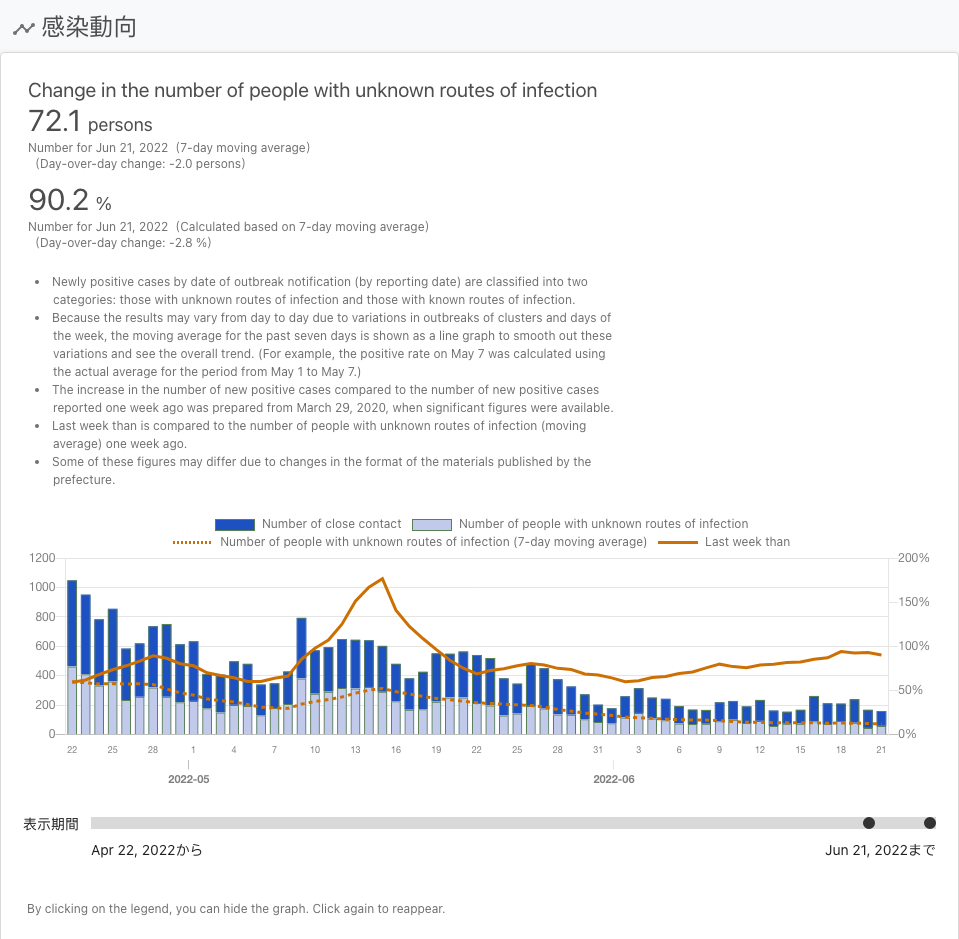 感染動向
Change in the number of people with unknown routes of infection
72.1 persons
Number for Jun 21, 2022 (7-day moving average)
(Day-over-day change: -2.0 persons)
90.2 %
Number for Jun 21, 2022 (Calculated based on 7-day moving average)
(Day-over-day change: -2.8 %)
• Newly positive cases by date of outbreak notification (by reporting date) are classified into two
categories: those with unknown routes of infection and those with known routes of infection.
• Because the results may vary from day to day due to variations in outbreaks of clusters and days of
the week, the moving average for the past seven days is shown as a line graph to smooth out these
variations and see the overall trend. (For example, the positive rate on May 7 was calculated using
the actual average for the period from May 1 to May 7.)
• The increase in the number of new positive cases compared to the number of new positive cases
reported one week ago was prepared from March 29, 2020, when significant figures were available.
• Last week than is compared to the number of people with unknown routes of infection (moving
average) one week ago.
• Some of these figures may differ due to changes in the format of the materials published by the
prefecture.
Number of close contact Number of people with unknown routes of infection
Number of people with unknown routes of infection (7-day moving average) Last week than
1200 200%
1000
150%
800
600 100%
400
50%
200
0 0%
22 25 28 1 4 7 10 13 16 19 22 25 28 31 3 6 9 12 15 18 21
2022-05 2022-06
表示期間
Apr 22, 2022から Jun 21, 2022まで
By clicking on the legend, you can hide the graph. Click again to reappear.